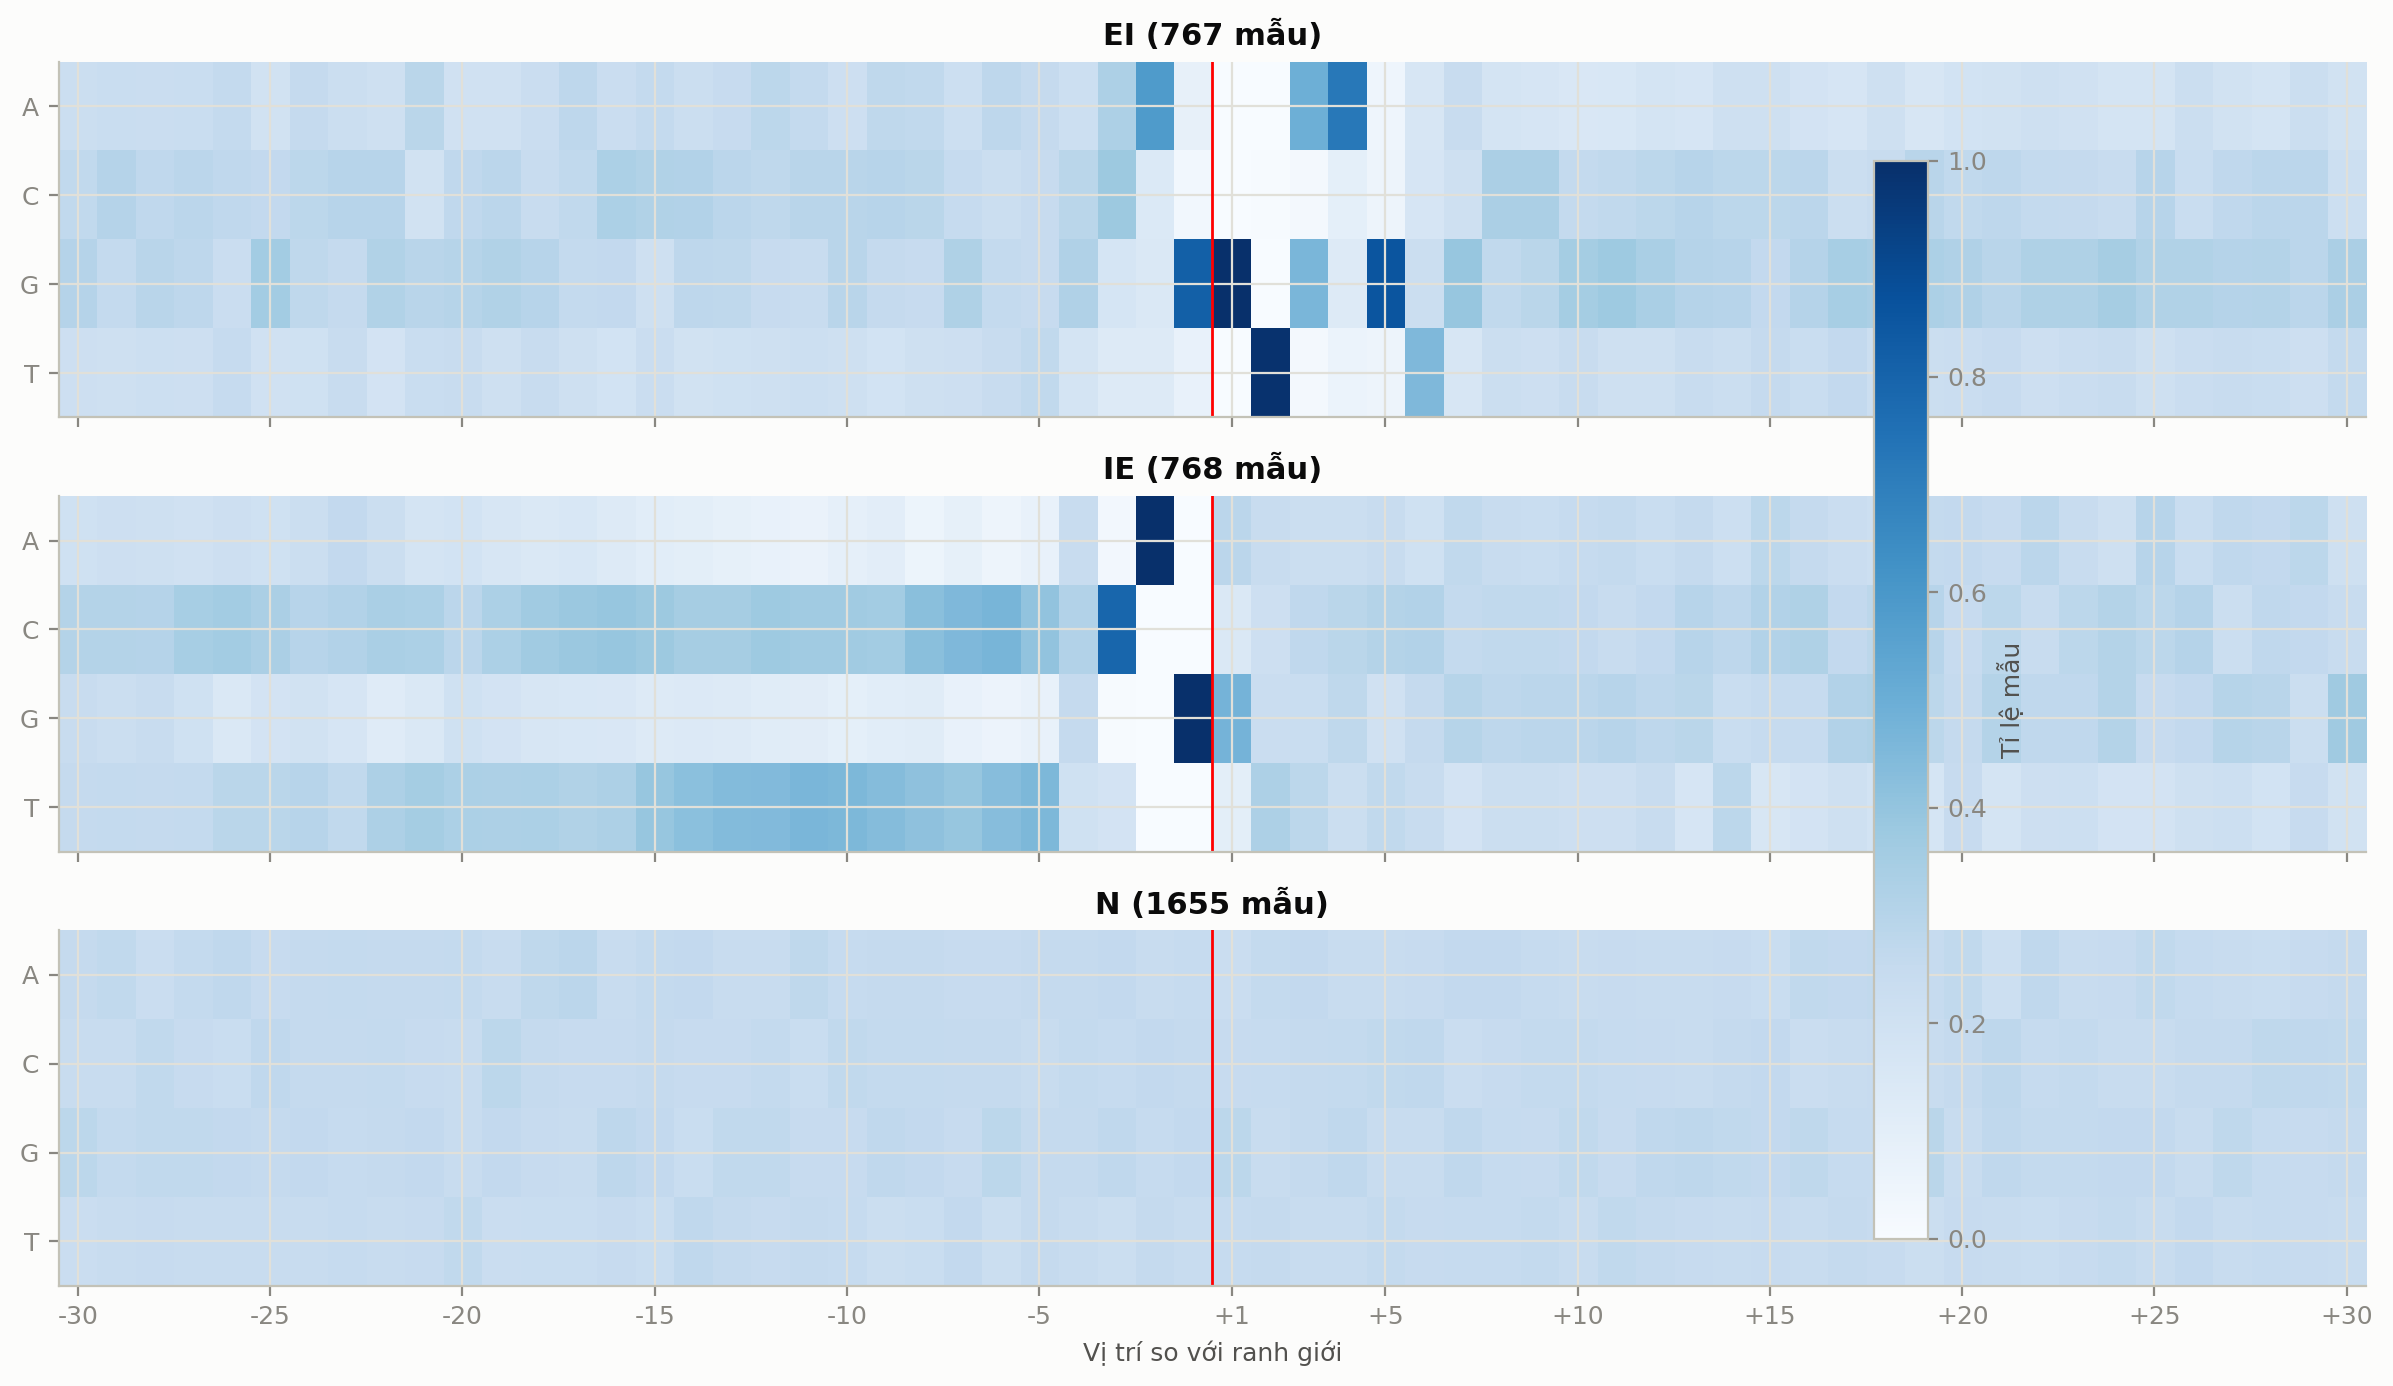 EI (767 mẫu)
A
C
G
T
IE (768 mẫu)
A
C
G
T
N (1655 mẫu)
A
C
G
T
-30 -25 -20 -15 -10 -5 +1 +5 +10 +15 +20 +25 +30
Vị trí so với ranh giới
1.0
0.8
0.6
0.4
0.2
0.0
Tỉ lệ mẫu